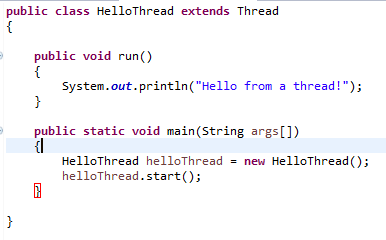 public class HelloThread extends Thread
{
public void run()
{
System.out.println("Hello from a thread!");
}
public static void main(String args[])
{
HelloThread helloThread = new HelloThread();
helloThread.start();
}
}